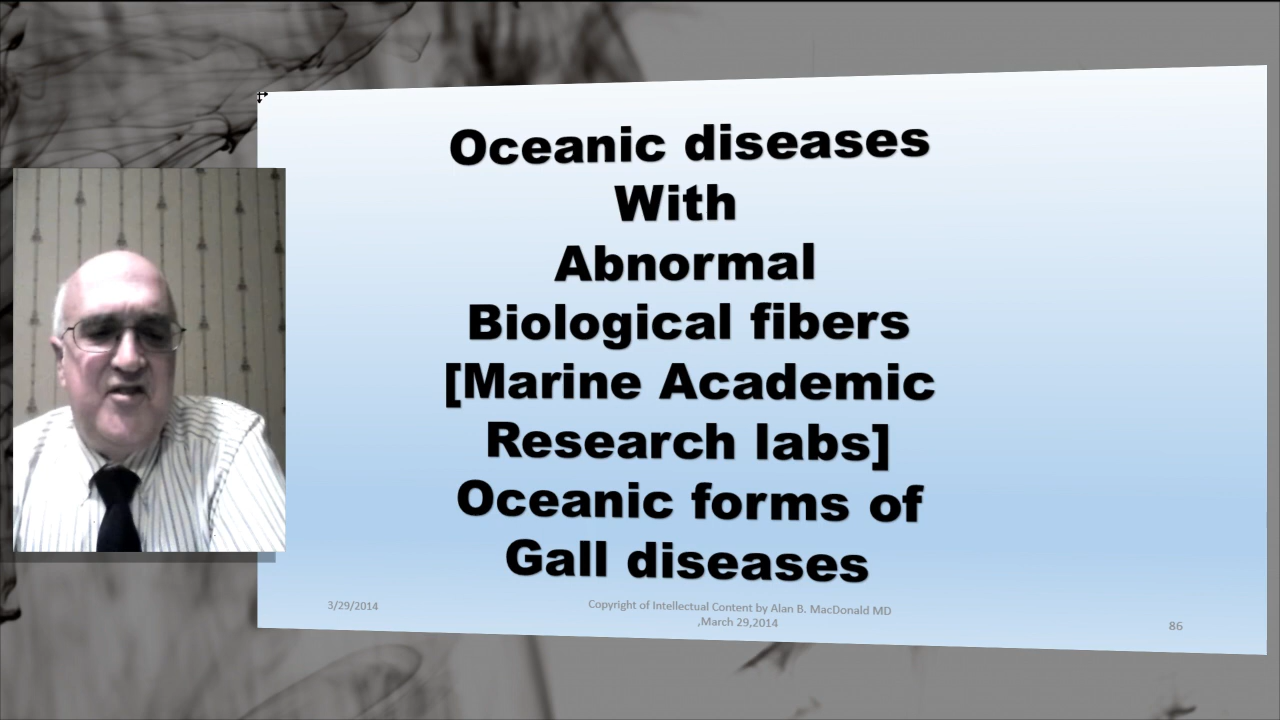 Oceanic diseases
With
Abnormal
Biological fibers
[Marine Academic
Research labs]
Oceanic forms of
Gall diseases
3/29/2014
Copyright of Intellectual Content by Alan B. MacDonald MD
,March 29,2014
86